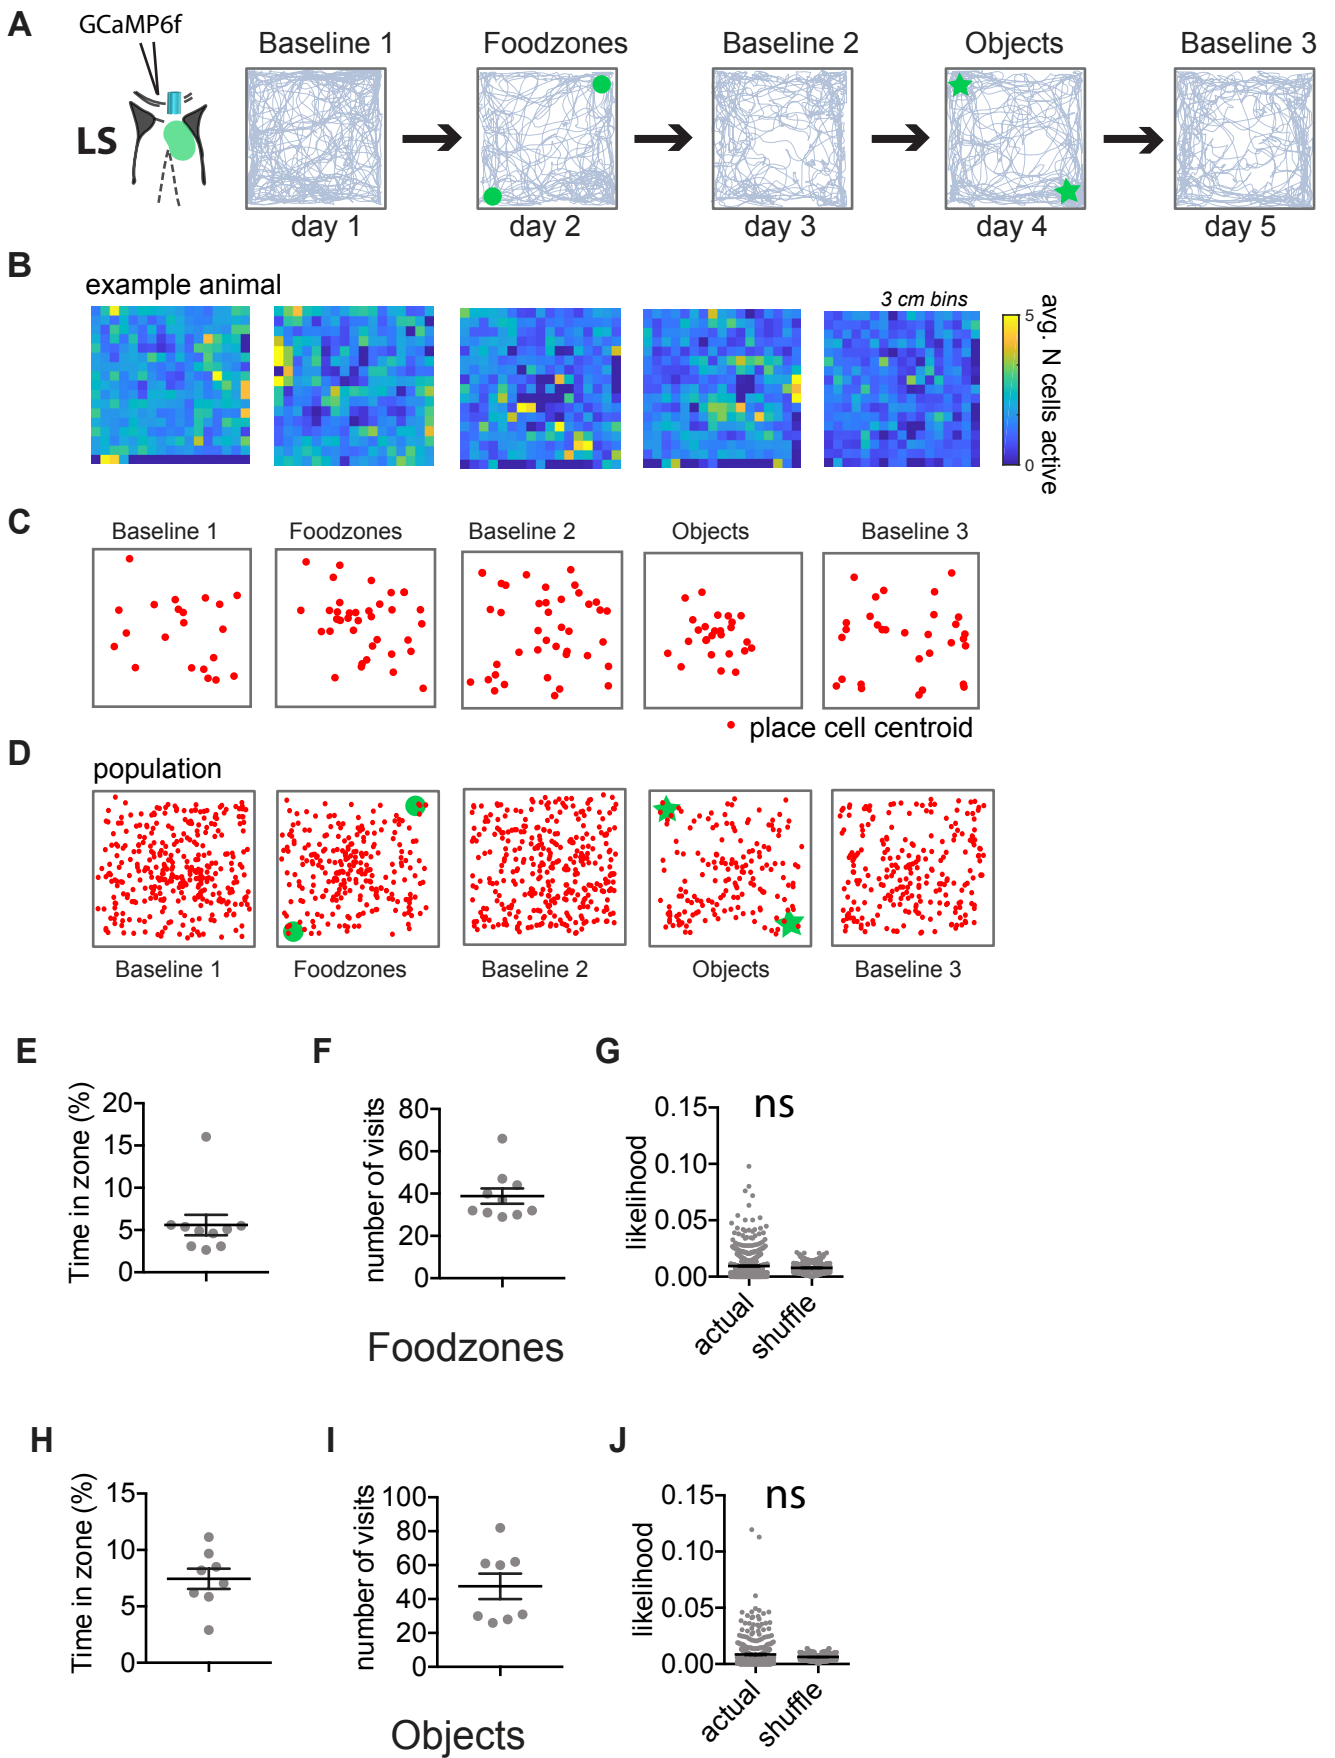 A
GCaMP6f
LS
Baseline 1
Foodzones
Baseline 2
Objects
Baseline 3
day 1
day 2
day 3
day 4
day 5
B
example animal
3 cm bins
5
0
avg. N cells active
C
Baseline 1
Foodzones
Baseline 2
Objects
Baseline 3
place cell centroid
D
population
Baseline 1
Foodzones
Baseline 2
Objects
Baseline 3
E
Time in zone (%)
20
15
10
5
0
F
number of visits
80
60
40
20
0
G
likelihood
0.15
0.10
0.05
0.00
ns
actual
shuffle
Foodzones
H
Time in zone (%)
15
10
5
0
I
number of visits
100
80
60
40
20
0
J
likelihood
0.15
0.10
0.05
0.00
ns
actual
shuffle
Objects